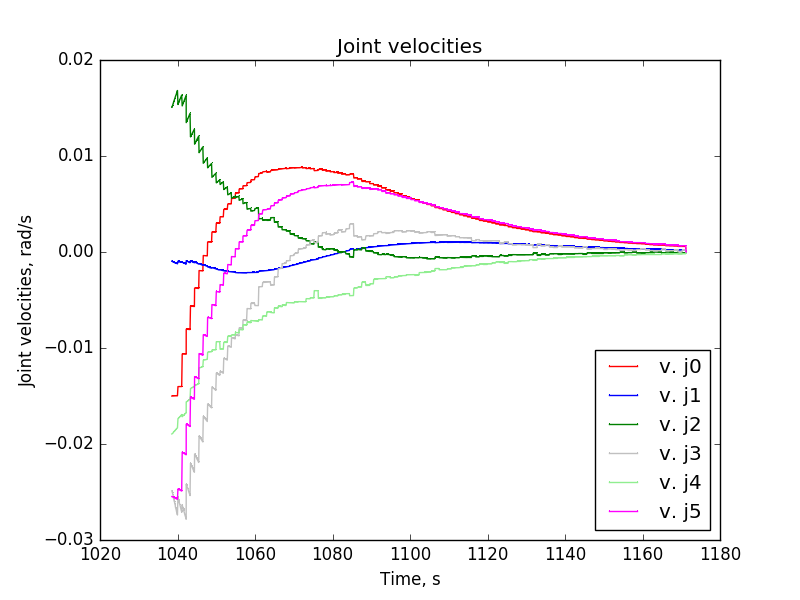 Joint velocities
0.02
0.01
0.00
−0.01
−0.02
−0.03
Joint velocities, rad/s
1020 1040 1060 1080 1100 1120 1140 1160 1180
Time, s
v. j0
v. j1
v. j2
v. j3
v. j4
v. j5